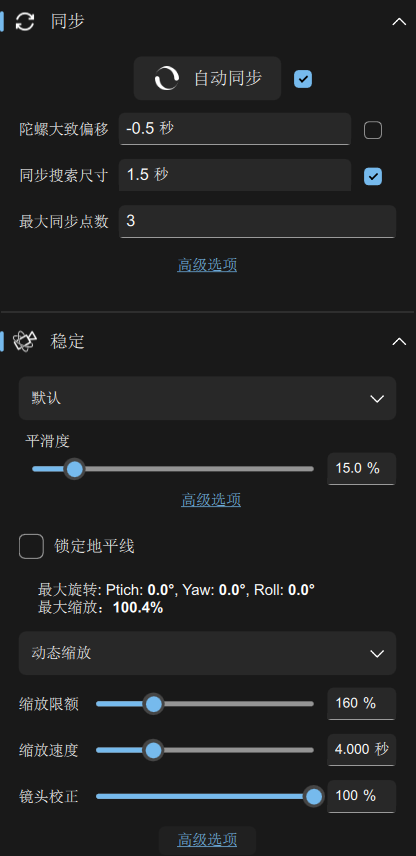 同步
自动同步
陀螺大致偏移 -0.5 秒
同步搜索尺寸 1.5 秒
最大同步点数 3
高级选项
稳定
默认
平滑度
15.0 %
高级选项
锁定地平线
最大旋转: Ptich: 0.0°, Yaw: 0.0°, Roll: 0.0°
最大缩放：100.4%
动态缩放
缩放限额 160 %
缩放速度 4.000 秒
镜头校正 100 %
高级选项